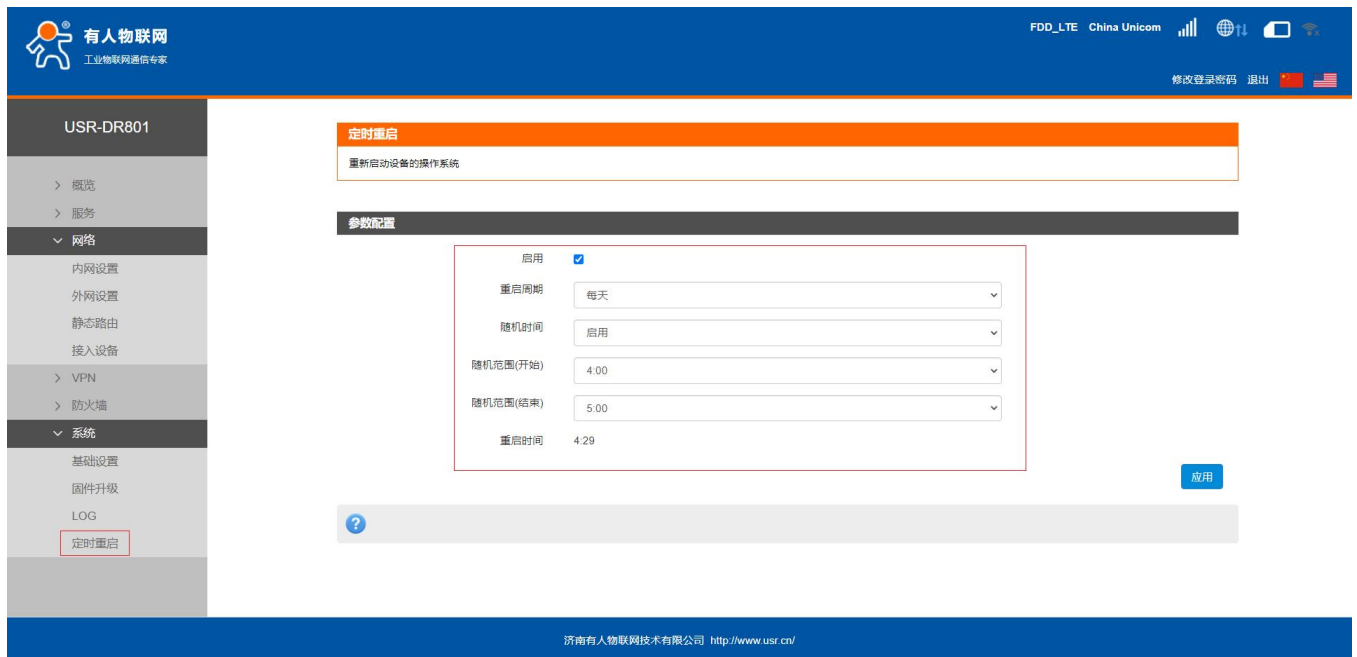 有人物联网
工业物联网通信专家
FDD_LTE China Unicom
修改登录密码 退出
USR-DR801
概览
服务
网络
内网设置
外网设置
静态路由
接入设备
VPN
防火墙
系统
基础设置
固件升级
LOG
定时重启
定时重启
重新启动设备的操作系统
参数配置
启用
重启周期 每天
随机时间 启用
随机范围(开始) 4:00
随机范围(结束) 5:00
重启时间 4:29
应用
济南有人物联网技术有限公司 http://www.usr.cn/